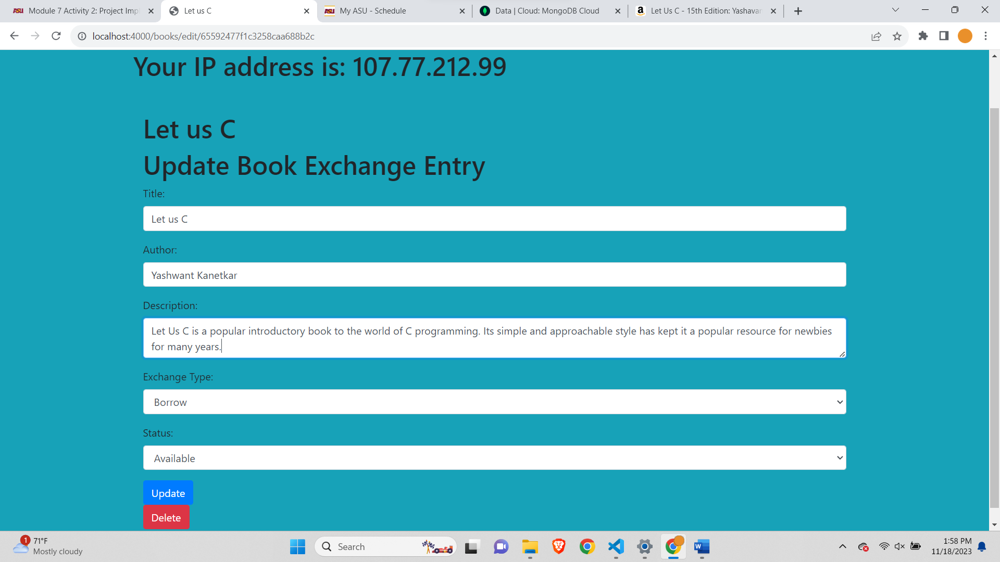 Module 7 Activity 2: Project Impl
Let us C
My ASU - Schedule
Data | Cloud: MongoDB Cloud
Let Us C - 15th Edition: Yashavan
localhost:4000/books/edit/65592477f1c3258caa688b2c
Your IP address is: 107.77.212.99
Let us C
Update Book Exchange Entry
Title:
Let us C
Author:
Yashwant Kanetkar
Description:
Let Us C is a popular introductory book to the world of C programming. Its simple and approachable style has kept it a popular resource for newbies
for many years.
Exchange Type:
Borrow
Status:
Available
Update
Delete
1
71°F
Mostly cloudy
Search
1:58 PM
11/18/2023